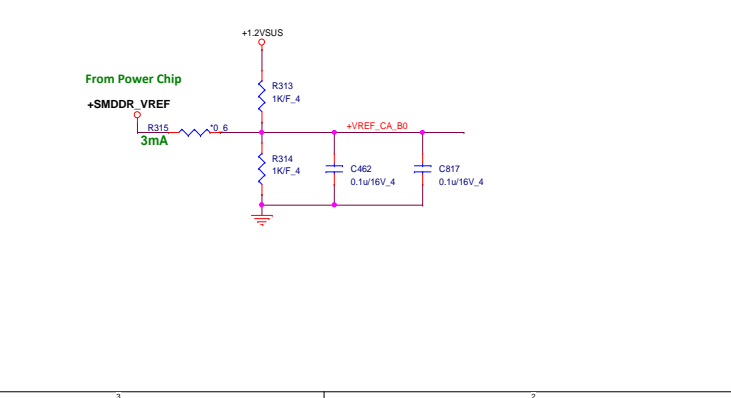 +1.2VSUS
From Power Chip
R313
1K/F_4
+SMDDR_VREF
R315
*0_6
+VREF_CA_B0
3mA
R314
1K/F_4
C462
0.1u/16V_4
C817
0.1u/16V_4
3
2